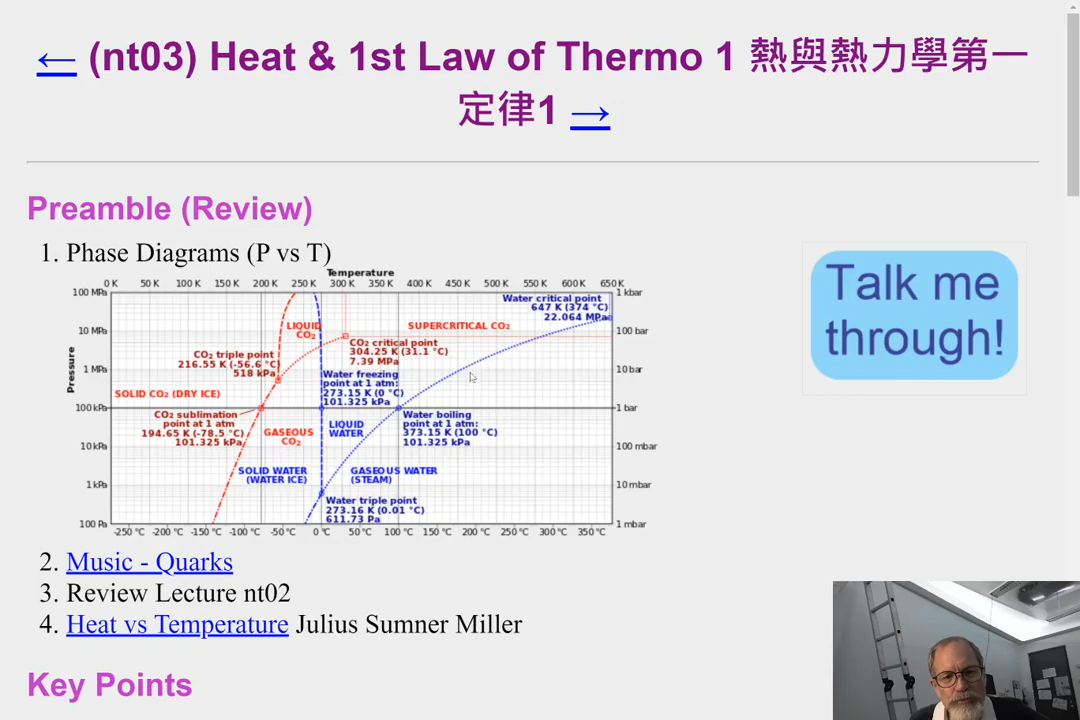 ← (nt03) Heat & 1st Law of Thermo 1 熱與熱力學第一
定律1 →
Preamble (Review)
1. Phase Diagrams (P vs T)
Temperature
0 K 50 K 100 K 150 K 200 K 250 K 300 K 350 K 400 K 450 K 500 K 550 K 600 K 650 K
100 MPa
10 MPa
1 MPa
100 kPa
10 kPa
1 kPa
100 Pa
Pressure
1 kbar
100 bar
10 bar
1 bar
100 mbar
10 mbar
1 mbar
LIQUID
CO₂
SUPERCRITICAL CO₂
Water critical point
647 K (374 °C)
22.064 MPa
CO₂ triple point
216.55 K (-56.6 °C)
518 kPa
CO₂ critical point
304.25 K (31.1 °C)
7.39 MPa
Water freezing
point at 1 atm:
273.15 K (0 °C)
101.325 kPa
SOLID CO₂ (DRY ICE)
CO₂ sublimation
point at 1 atm
194.65 K (-78.5 °C)
101.325 kPa
GASEOUS
CO₂
LIQUID
WATER
Water boiling
point at 1 atm:
373.15 K (100 °C)
101.325 kPa
SOLID WATER
(WATER ICE)
GASEOUS WATER
(STEAM)
Water triple point
273.16 K (0.01 °C)
611.73 Pa
-250 °C -200 °C -150 °C -100 °C -50 °C 0 °C 50 °C 100 °C 150 °C 200 °C 250 °C 300 °C 350 °C
Talk me
through!
2. Music - Quarks
3. Review Lecture nt02
4. Heat vs Temperature Julius Sumner Miller
Key Points